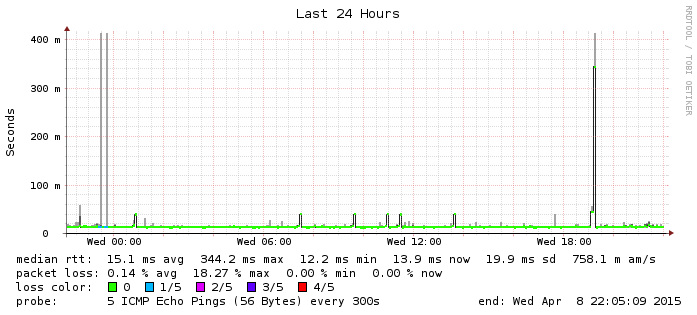 Last 24 Hours
RRDTOOL / TOBI OETIKER
Seconds
400 m
300 m
200 m
100 m
0
Wed 00:00 Wed 06:00 Wed 12:00 Wed 18:00
median rtt: 15.1 ms avg 344.2 ms max 12.2 ms min 13.9 ms now 19.9 ms sd 758.1 m am/s
packet loss: 0.14 % avg 18.27 % max 0.00 % min 0.00 % now
loss color: 0 1/5 2/5 3/5 4/5
probe: 5 ICMP Echo Pings (56 Bytes) every 300s end: Wed Apr 8 22:05:09 2015